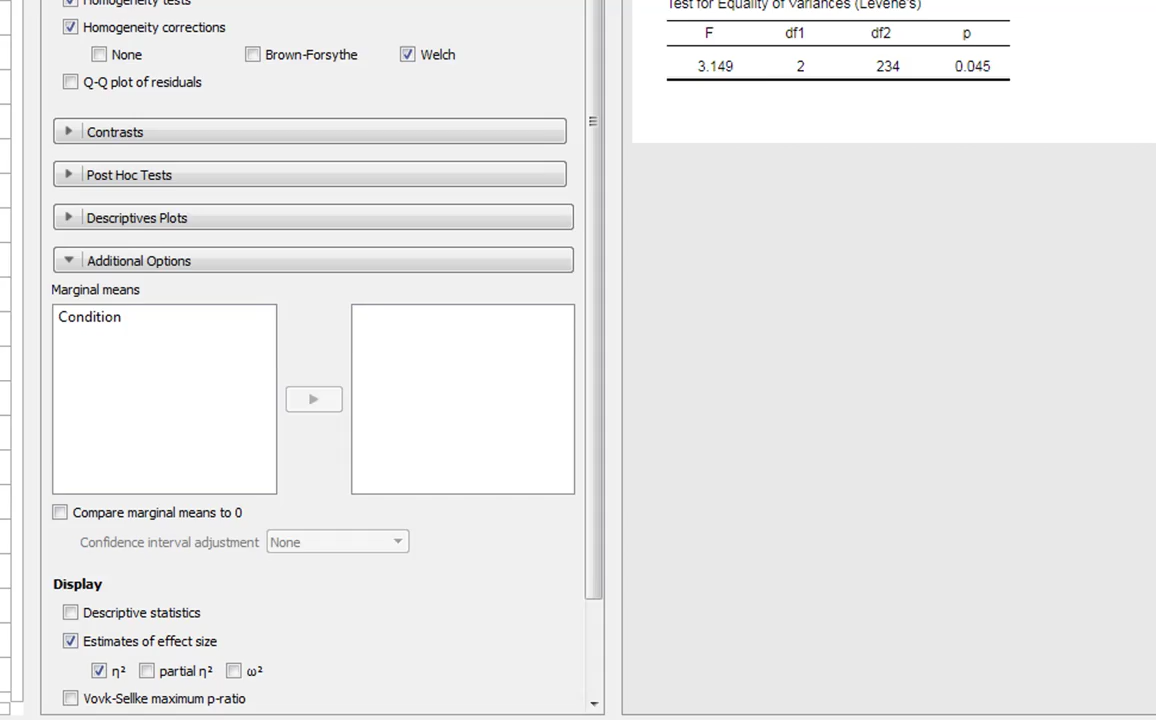 Homogeneity tests
Homogeneity corrections
None
Brown-Forsythe
Welch
Q-Q plot of residuals
Contrasts
Post Hoc Tests
Descriptives Plots
Additional Options
Marginal means
Condition
Compare marginal means to 0
Confidence interval adjustment None
Display
Descriptive statistics
Estimates of effect size
η² partial η² ω²
Vovk-Sellke maximum p-ratio
Test for Equality of Variances (Levene's)
F df1 df2 p
3.149 2 234 0.045